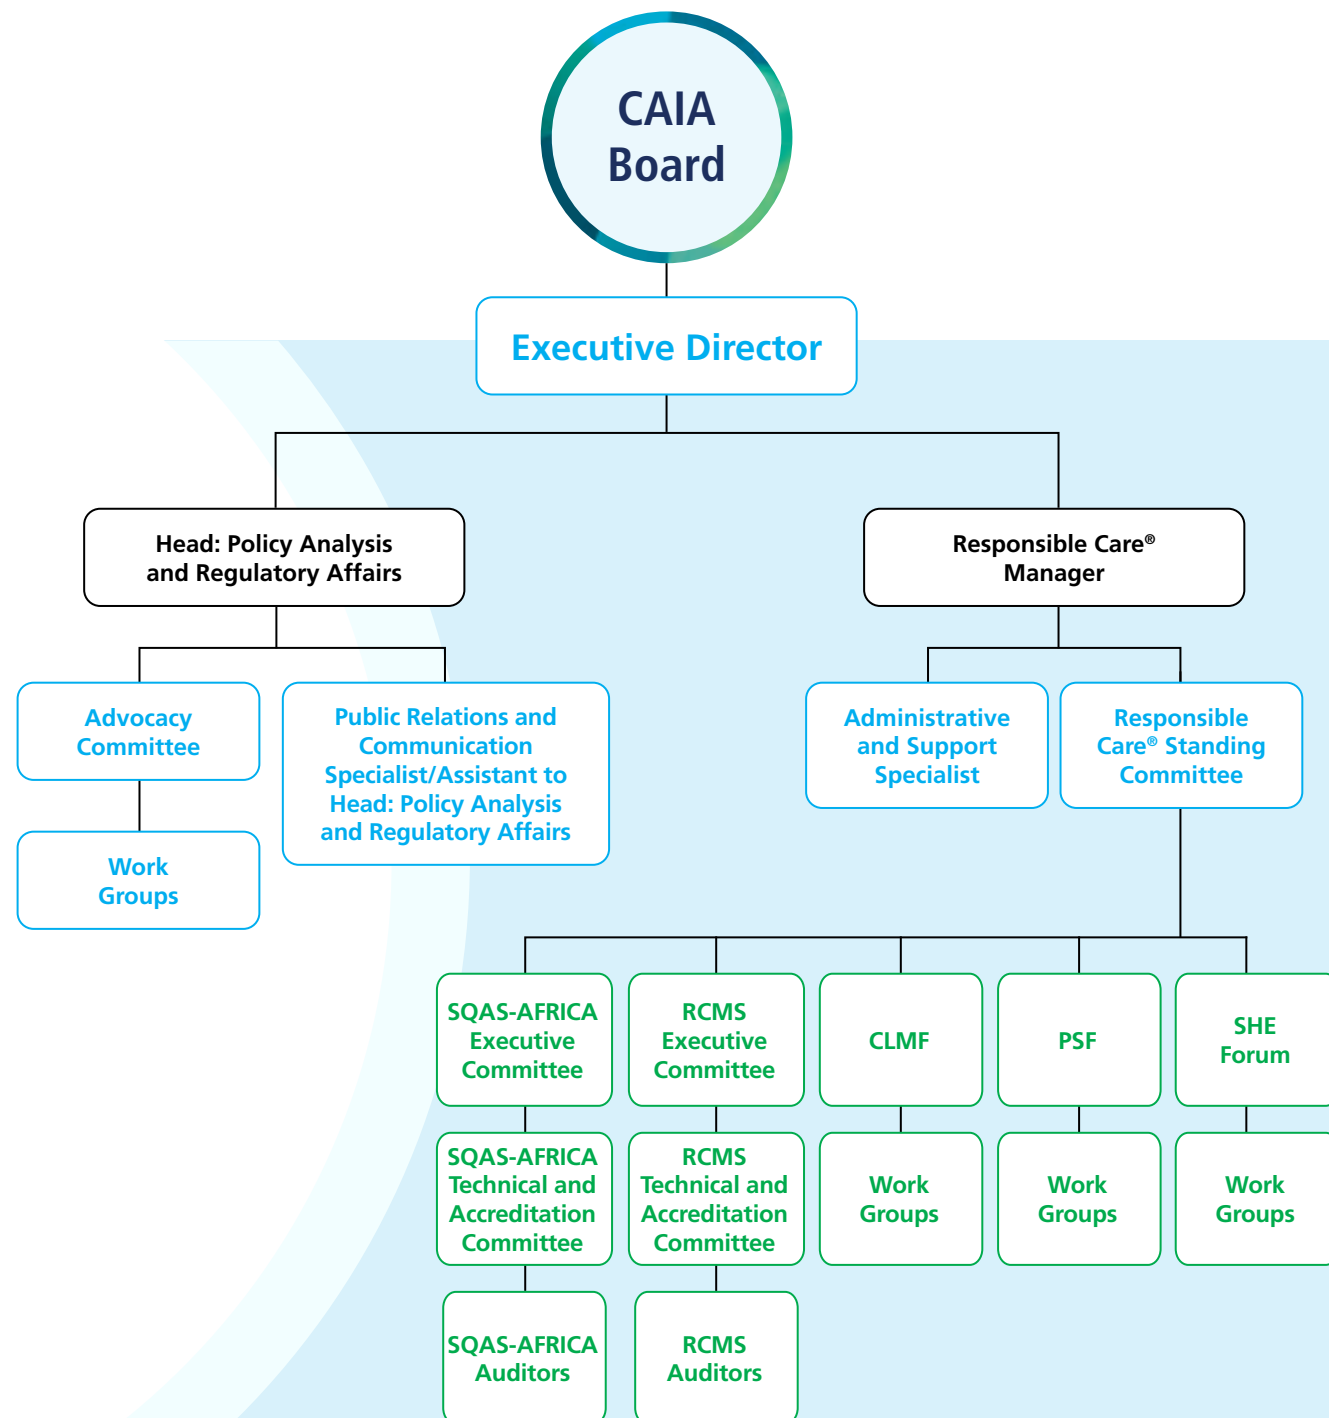 CAIA
Board
Executive Director
Head: Policy Analysis
and Regulatory Affairs
Responsible Care®
Manager
Advocacy
Committee
Public Relations and
Communication
Specialist/Assistant to
Head: Policy Analysis
and Regulatory Affairs
Administrative
and Support
Specialist
Responsible
Care® Standing
Committee
Work
Groups
SQAS-AFRICA
Executive
Committee
RCMS
Executive
Committee
CLMF
PSF
SHE
Forum
SQAS-AFRICA
Technical and
Accreditation
Committee
RCMS
Technical and
Accreditation
Committee
Work
Groups
Work
Groups
Work
Groups
SQAS-AFRICA
Auditors
RCMS
Auditors